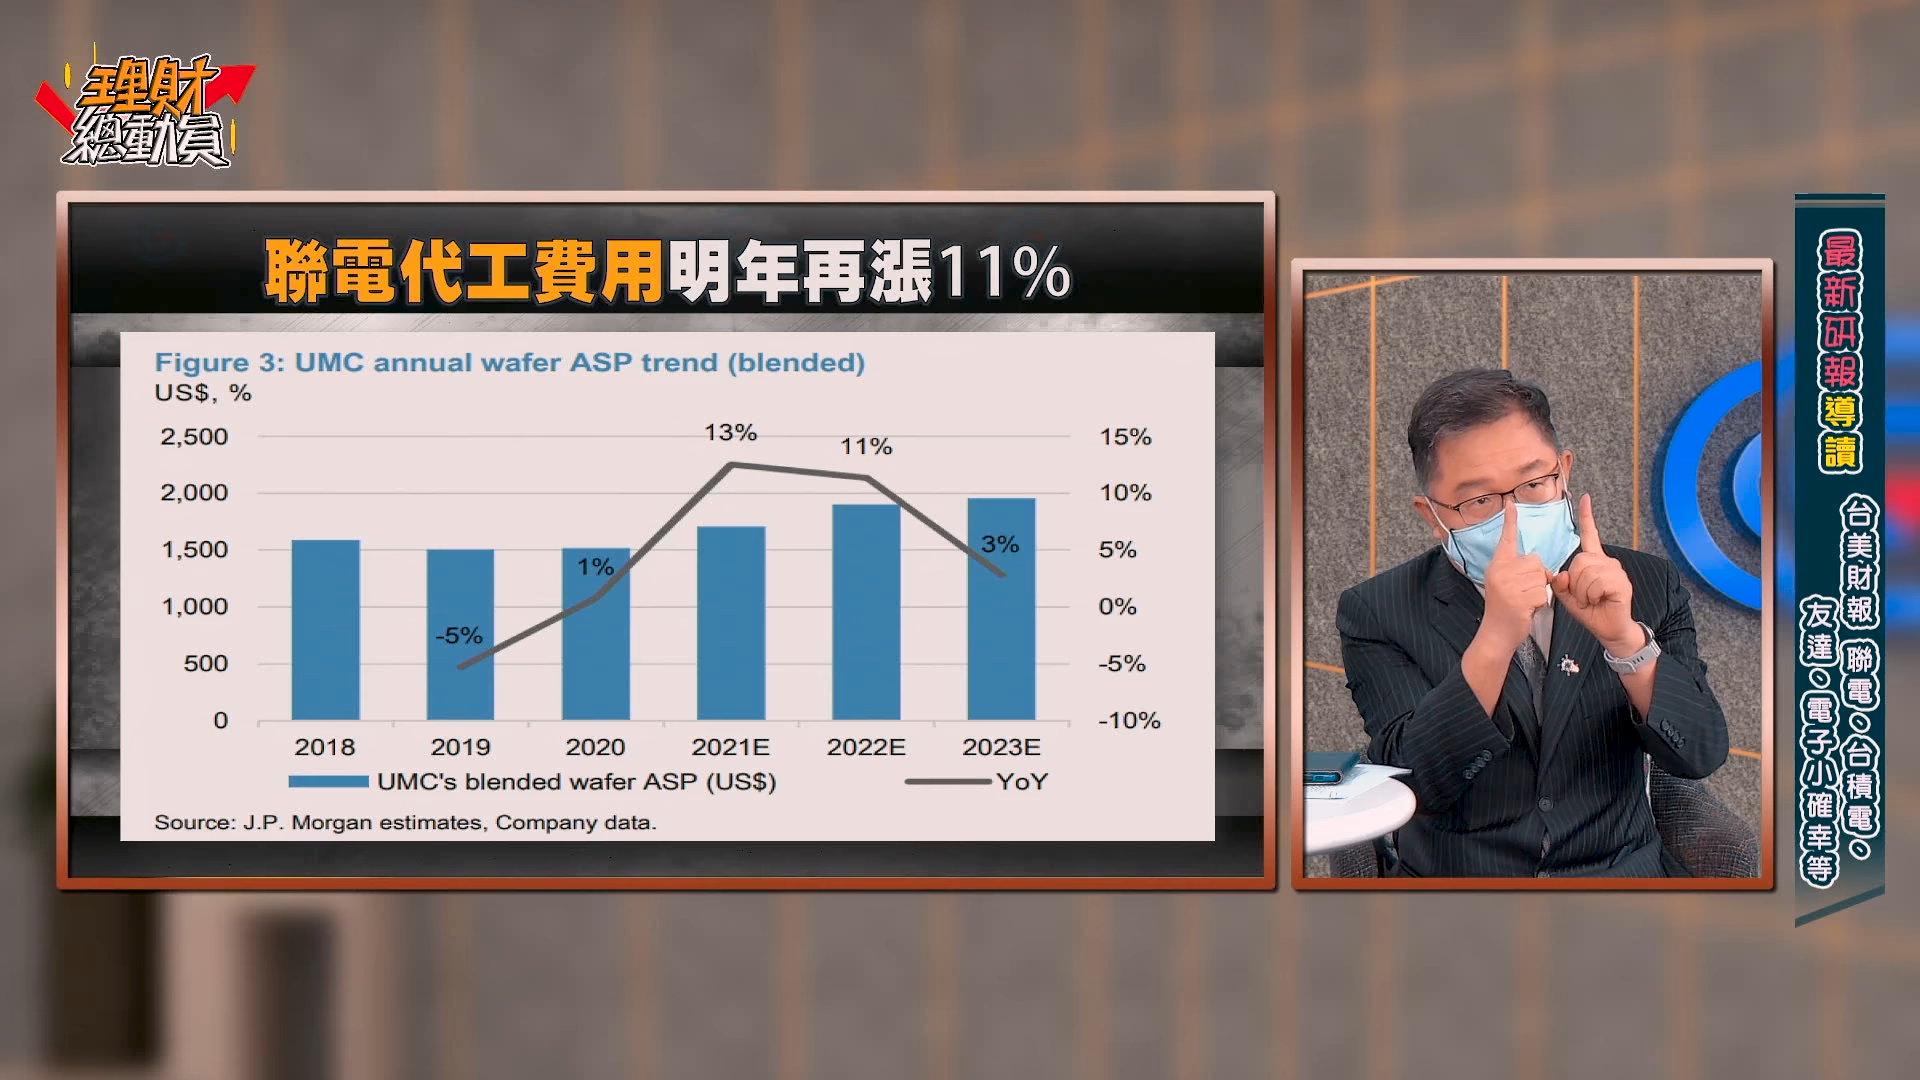 理財
總動員
聯電代工費用明年再漲11%
Figure 3: UMC annual wafer ASP trend (blended)
US$, %
2,500
2,000
1,500
1,000
500
0
13%
11%
3%
1%
-5%
15%
10%
5%
0%
-5%
-10%
2018 2019 2020 2021E 2022E 2023E
UMC's blended wafer ASP (US$) YoY
Source: J.P. Morgan estimates, Company data.
最新研報導讀
台美財報 聯電。台積電。
友達。電子小確幸等